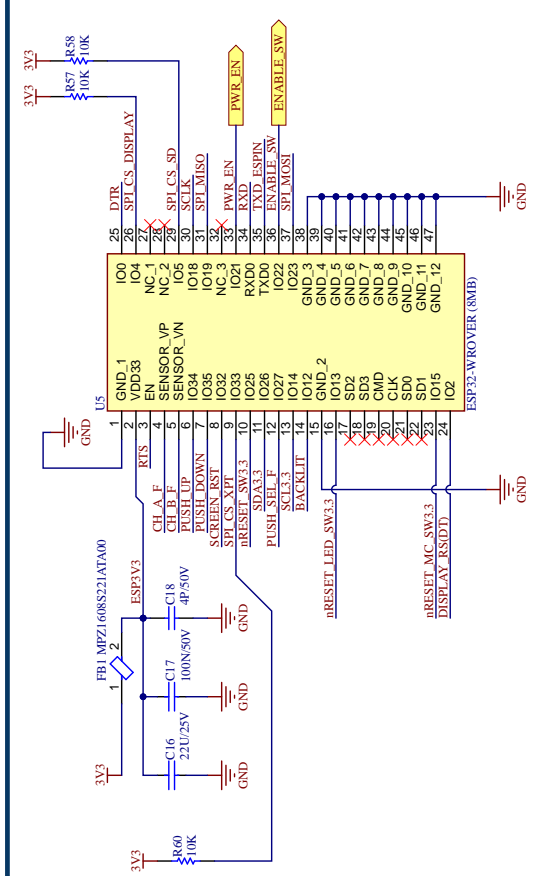 3V3
R58
10K
3V3
R57
10K
DTR
SPI_CS_DISPLAY
SPI_CS_SD
SCLK
SPI_MISO
PWR_EN
RXD
TXD_ESPIN
ENABLE_SW
SPI_MOSI
PWR_EN
ENABLE_SW
25 IO0
26 IO4
27 NC_1
28 NC_2
29 IO5
30 IO18
31 IO19
32 NC_3
33 IO21
34 RXD0
35 TXD0
36 IO22
37 IO23
38 GND_3
39 GND_4
40 GND_5
41 GND_6
42 GND_7
43 GND_8
44 GND_9
45 GND_10
46 GND_11
47 GND_12
GND
U5
ESP32-WROVER (8MB)
1 GND_1
2 VDD33
3 EN
4 SENSOR_VP
5 SENSOR_VN
6 IO34
7 IO35
8 IO32
9 IO33
10 IO25
11 IO26
12 IO27
13 IO14
14 IO12
15 GND_2
16 IO13
17 SD2
18 SD3
19 CMD
20 CLK
21 SD0
22 SD1
23 IO15
24 IO2
GND
RTS
CH_A_F
CH_B_F
PUSH_UP
PUSH_DOWN
SCREEN_RST
SPI_CS_XPT
nRESET_SW3.3
SDA3.3
PUSH_SEL_F
SCL3.3
BACKLIT
nRESET_LED_SW3.3
nRESET_MC_SW3.3
DISPLAY_RS(DT)
GND
ESP3V3
FB1 MPZ1608S221ATA00
1 2
3V3
C18
4P/50V
GND
C17
100N/50V
GND
C16
22U/25V
GND
3V3
R60
10K